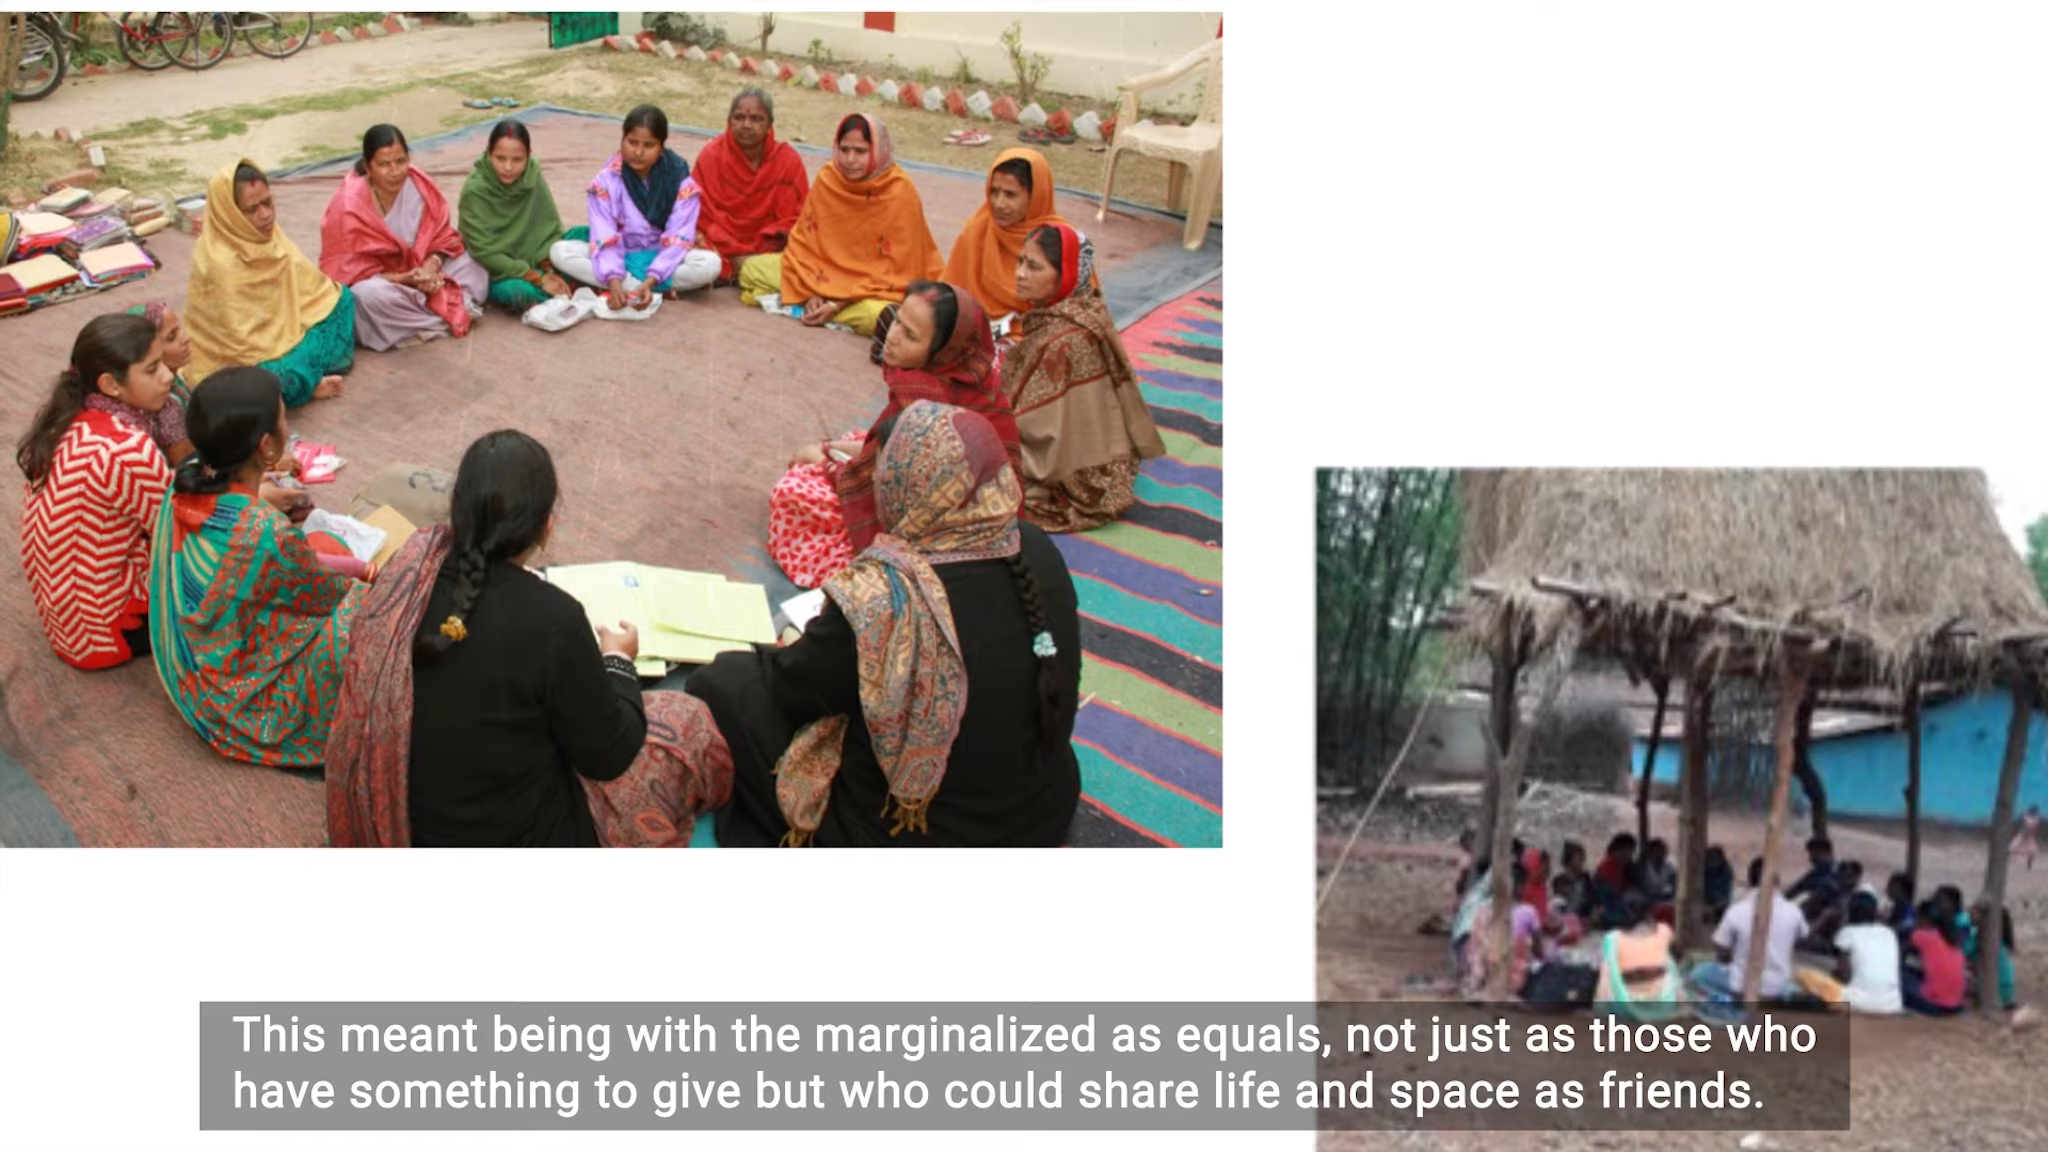 This meant being with the marginalized as equals, not just as those who
have something to give but who could share life and space as friends.